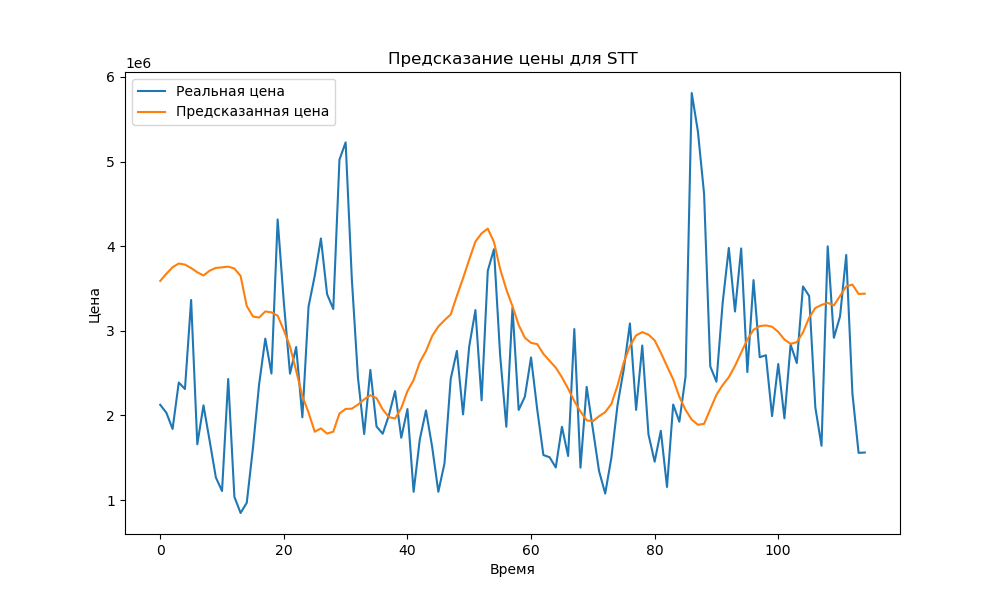 Предсказание цены для STT
1e6
6
5
4
3
2
1
Цена
Реальная цена
Предсказанная цена
0 20 40 60 80 100
Время